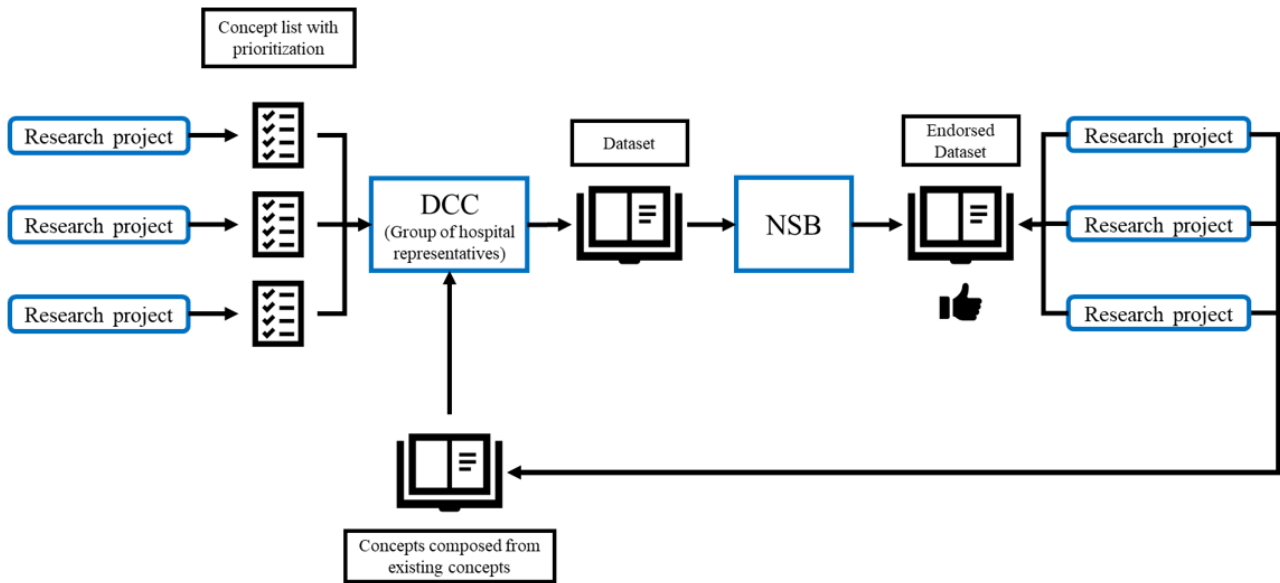 Concept list with
prioritization
Research project
Research project
Research project
DCC
(Group of hospital
representatives)
Dataset
NSB
Endorsed
Dataset
Research project
Research project
Research project
Concepts composed from
existing concepts